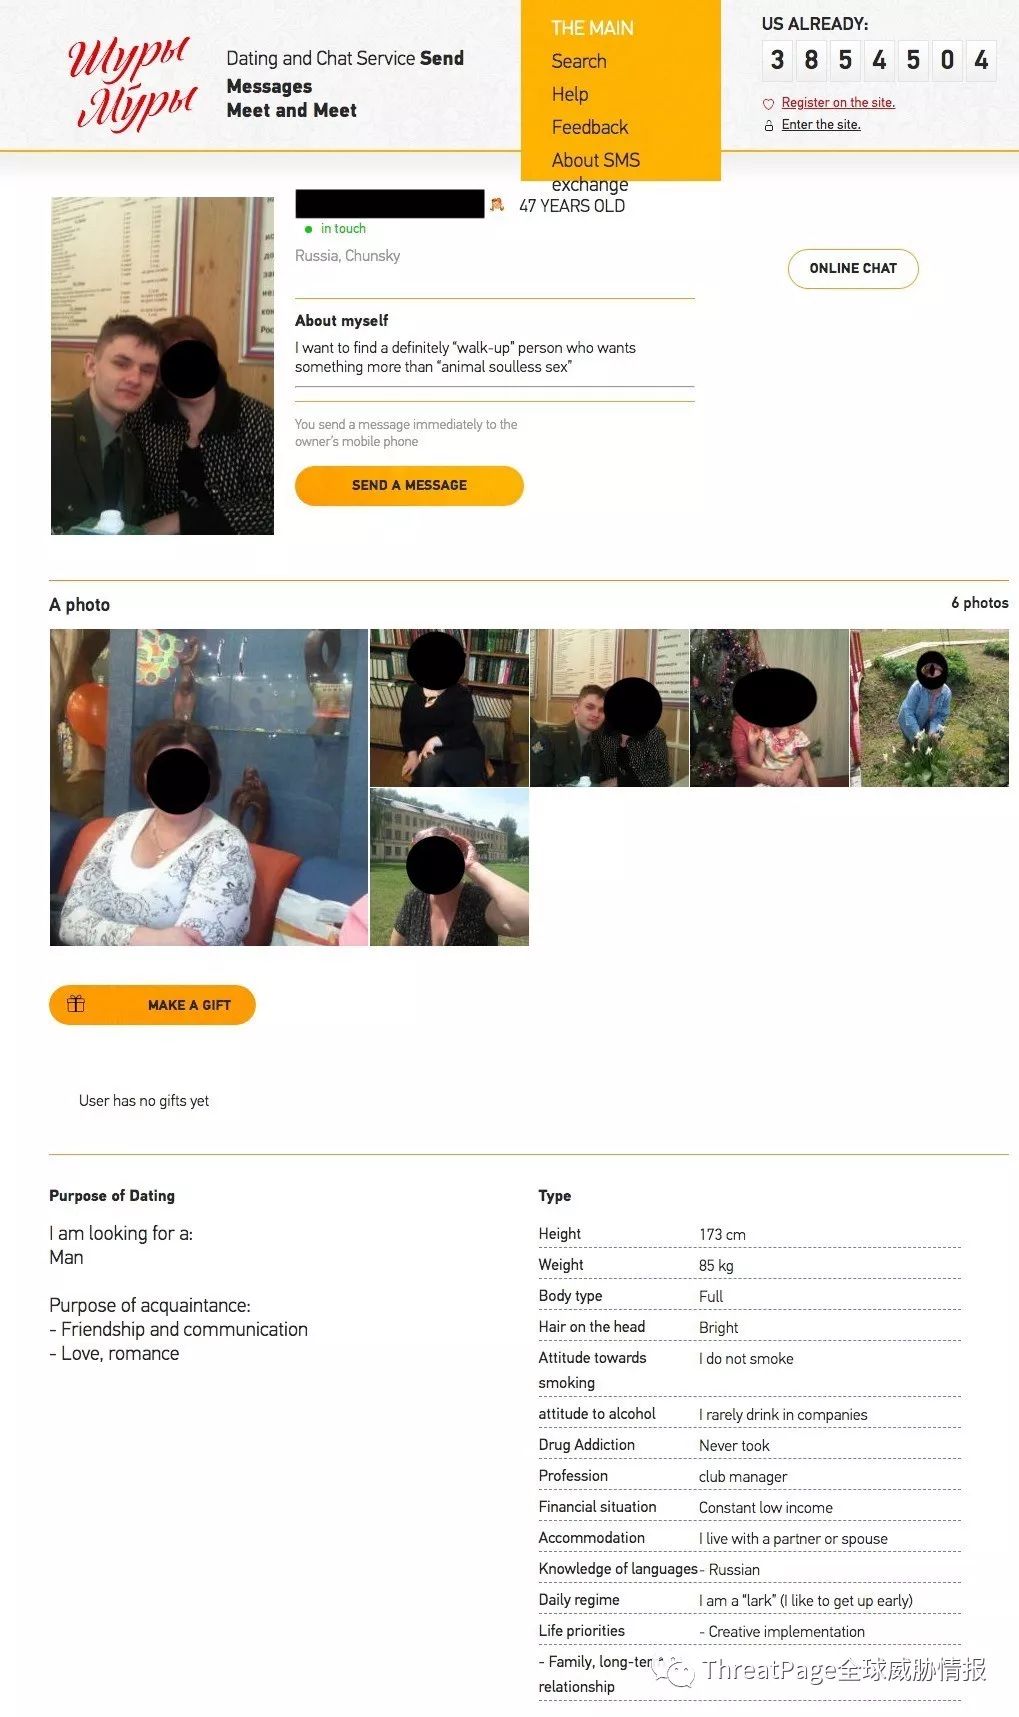 Шуры
Муры
Dating and Chat Service Send
Messages
Meet and Meet
THE MAIN
Search
Help
Feedback
About SMS
exchange
US ALREADY:
3 8 5 4 5 0 4
Register on the site.
Enter the site.
47 YEARS OLD
in touch
Russia, Chunsky
ONLINE CHAT
About myself
I want to find a definitely “walk-up” person who wants
something more than “animal soulless sex”
You send a message immediately to the
owner's mobile phone
SEND A MESSAGE
A photo
6 photos
MAKE A GIFT
User has no gifts yet
Purpose of Dating
I am looking for a:
Man
Purpose of acquaintance:
- Friendship and communication
- Love, romance
Type
Height 173 cm
Weight 85 kg
Body type Full
Hair on the head Bright
Attitude towards I do not smoke
smoking
attitude to alcohol I rarely drink in companies
Drug Addiction Never took
Profession club manager
Financial situation Constant low income
Accommodation I live with a partner or spouse
Knowledge of languages - Russian
Daily regime I am a “lark” (I like to get up early)
Life priorities - Creative implementation
- Family, long-ter
relationship
ThreatPage全球威胁情报